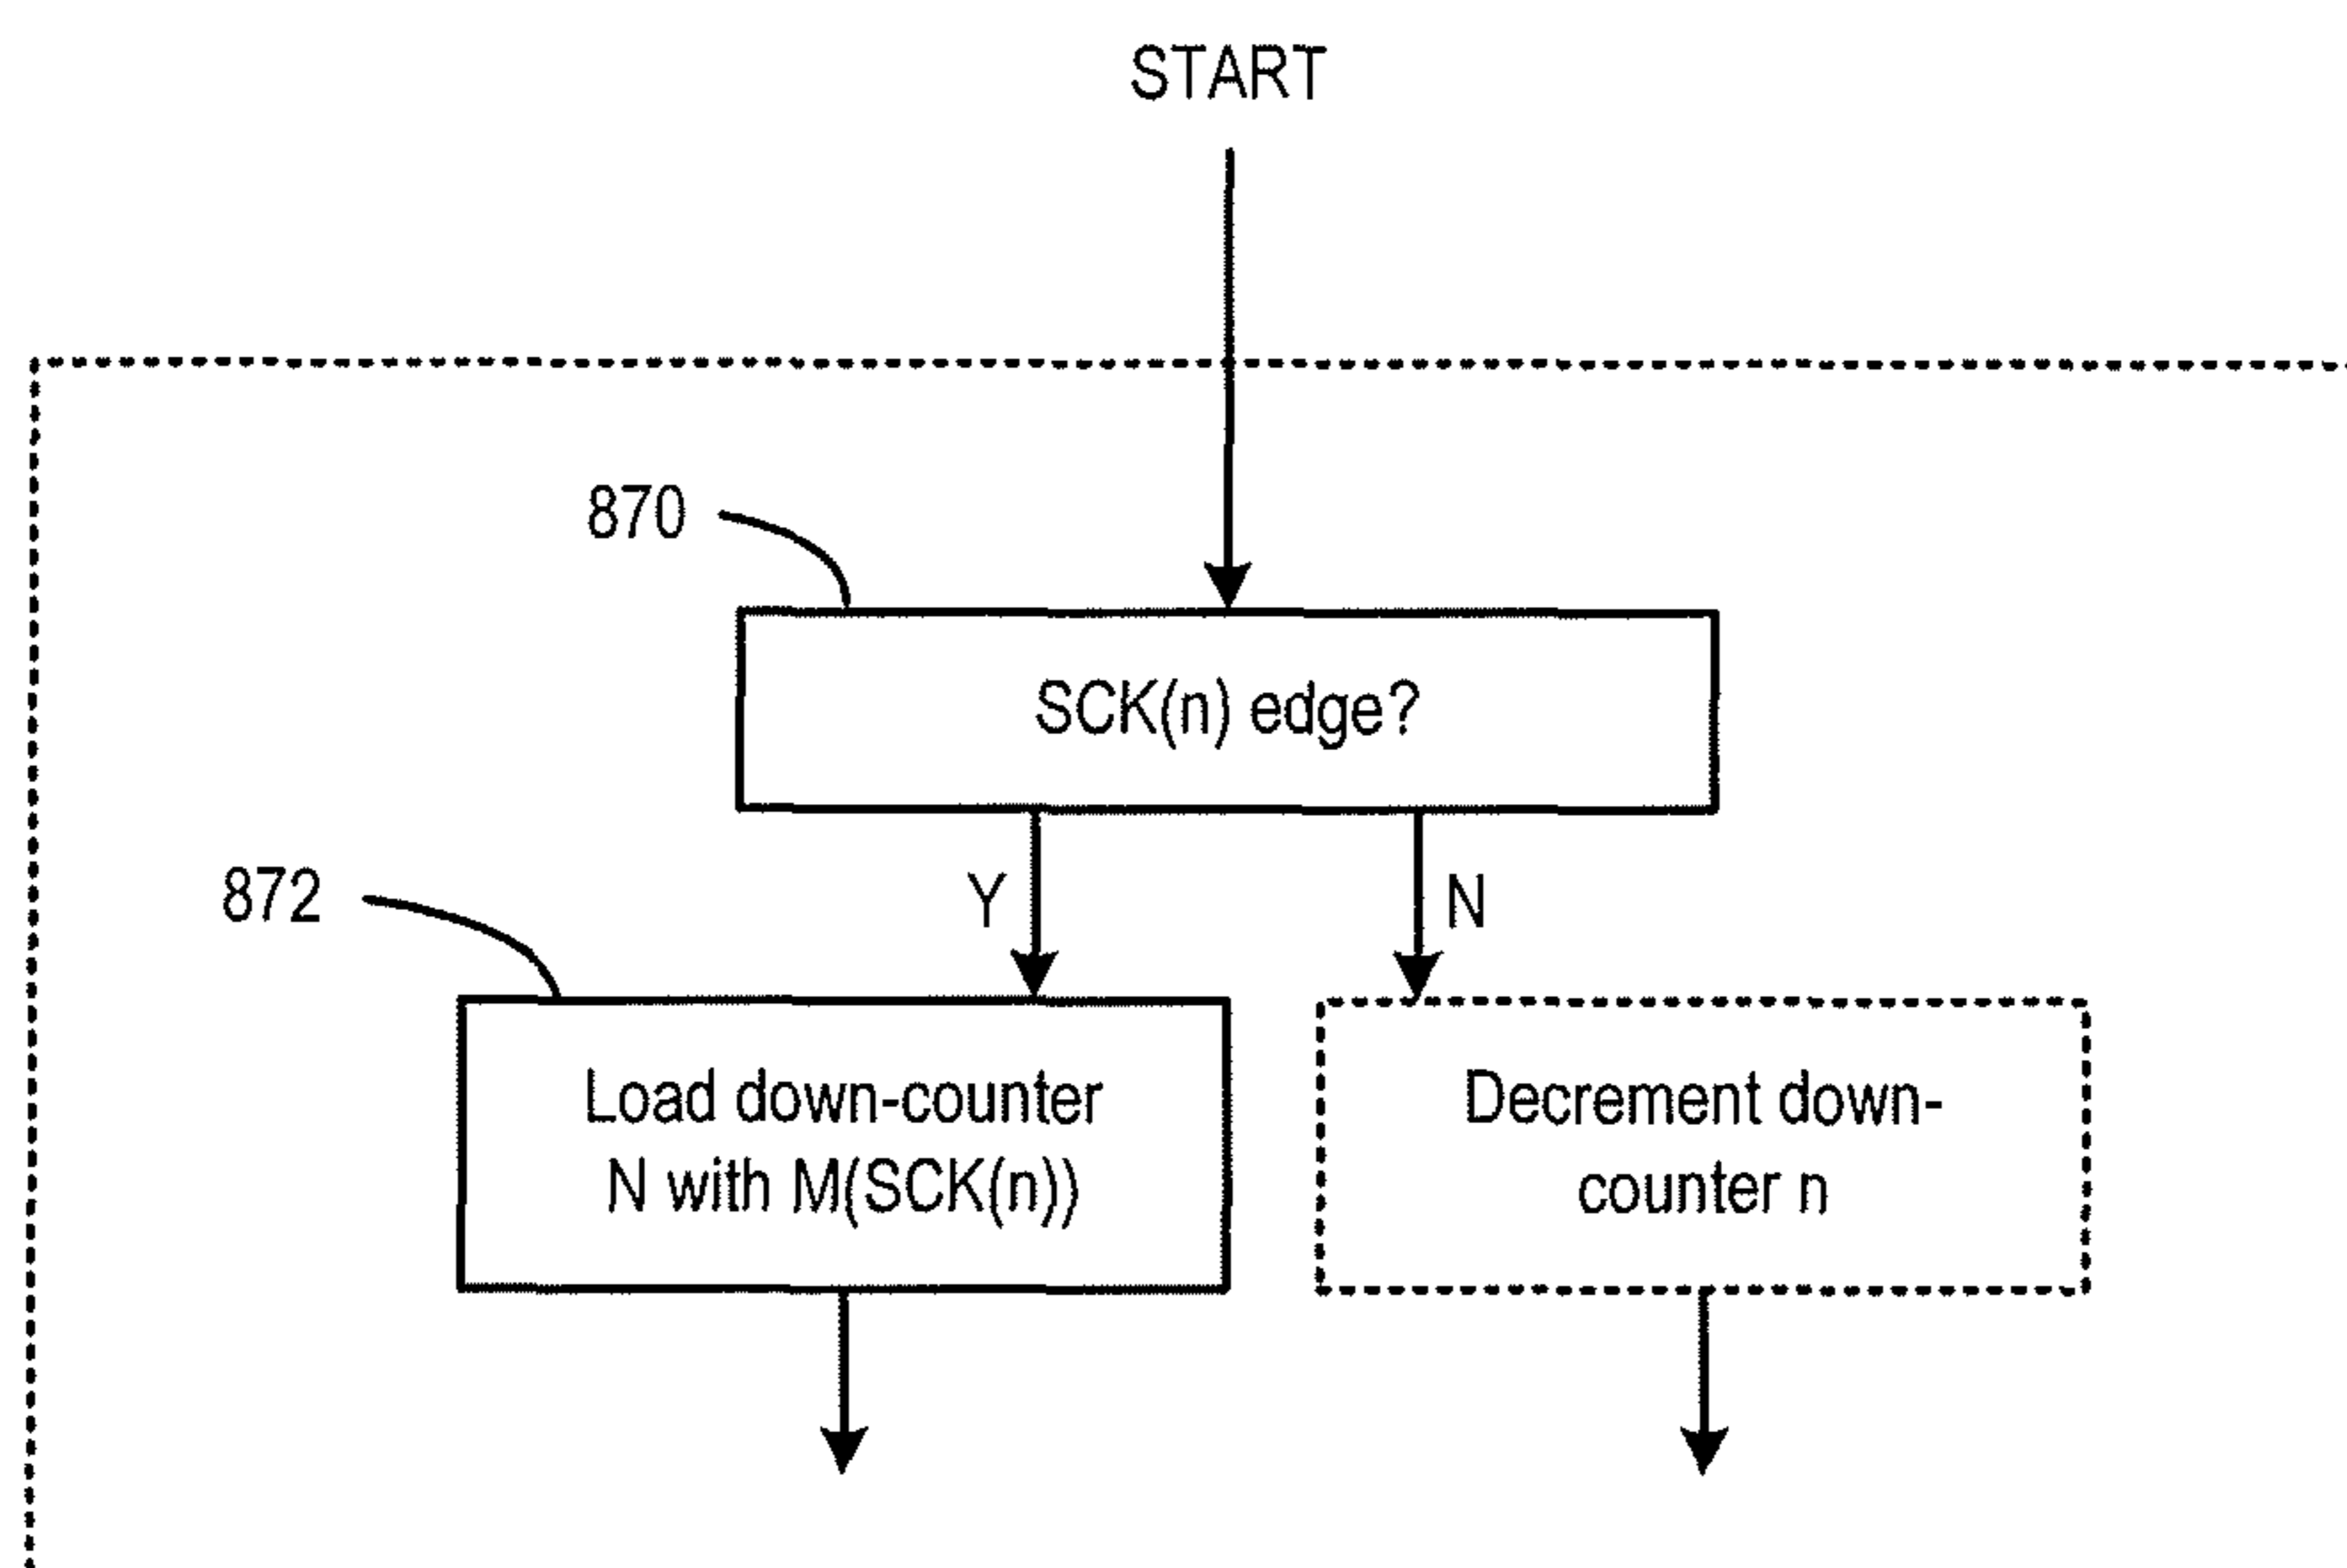 START
870
SCK(n) edge?
872
Y
N
Load down-counter
N with M(SCK(n))
Decrement down-
counter n